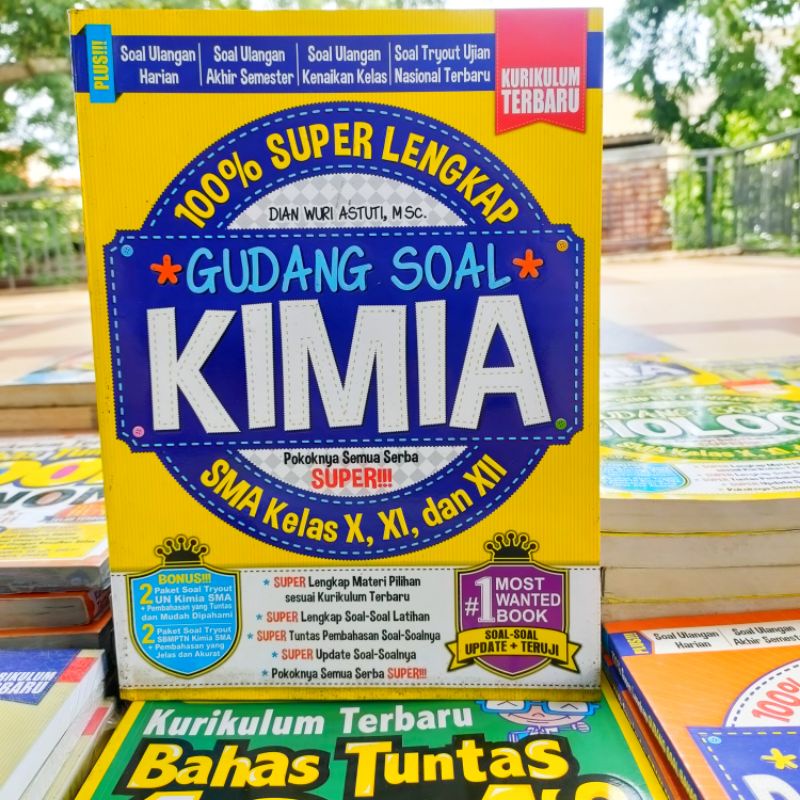 PLUS!!!
Soal Ulangan
Harian
Soal Ulangan
Akhir Semester
Soal Ulangan
Kenaikan Kelas
Soal Tryout Ujian
Nasional Terbaru
KURIKULUM
TERBARU
100% SUPER LENGKAP
DIAN WURI ASTUTI, M SC.
GUDANG SOAL
KIMIA
Pokoknya Semua Serba
SUPER!!!
SMA Kelas X, XI, dan XII
BONUS!!!
2 Paket Soal Tryout
UN Kimia SMA
+ Pembahasan yang Tuntas
dan Mudah Dipahami
2 Paket Soal Tryout
SBMPTN Kimia SMA
+ Pembahasan yang
Jelas dan Akurat
* SUPER Lengkap Materi Pilihan
sesuai Kurikulum Terbaru
* SUPER Lengkap Soal-Soal Latihan
* SUPER Tuntas Pembahasan Soal-Soalnya
* SUPER Update Soal-Soalnya
* Pokoknya Semua Serba SUPER!!!
#1 MOST
WANTED
BOOK
SOAL-SOAL
UPDATE + TERUJI
Kurikulum Terbaru
Bahas Tuntas
Soal Ulangan
Harian
Soal Ulangan
Akhir Semester
100%